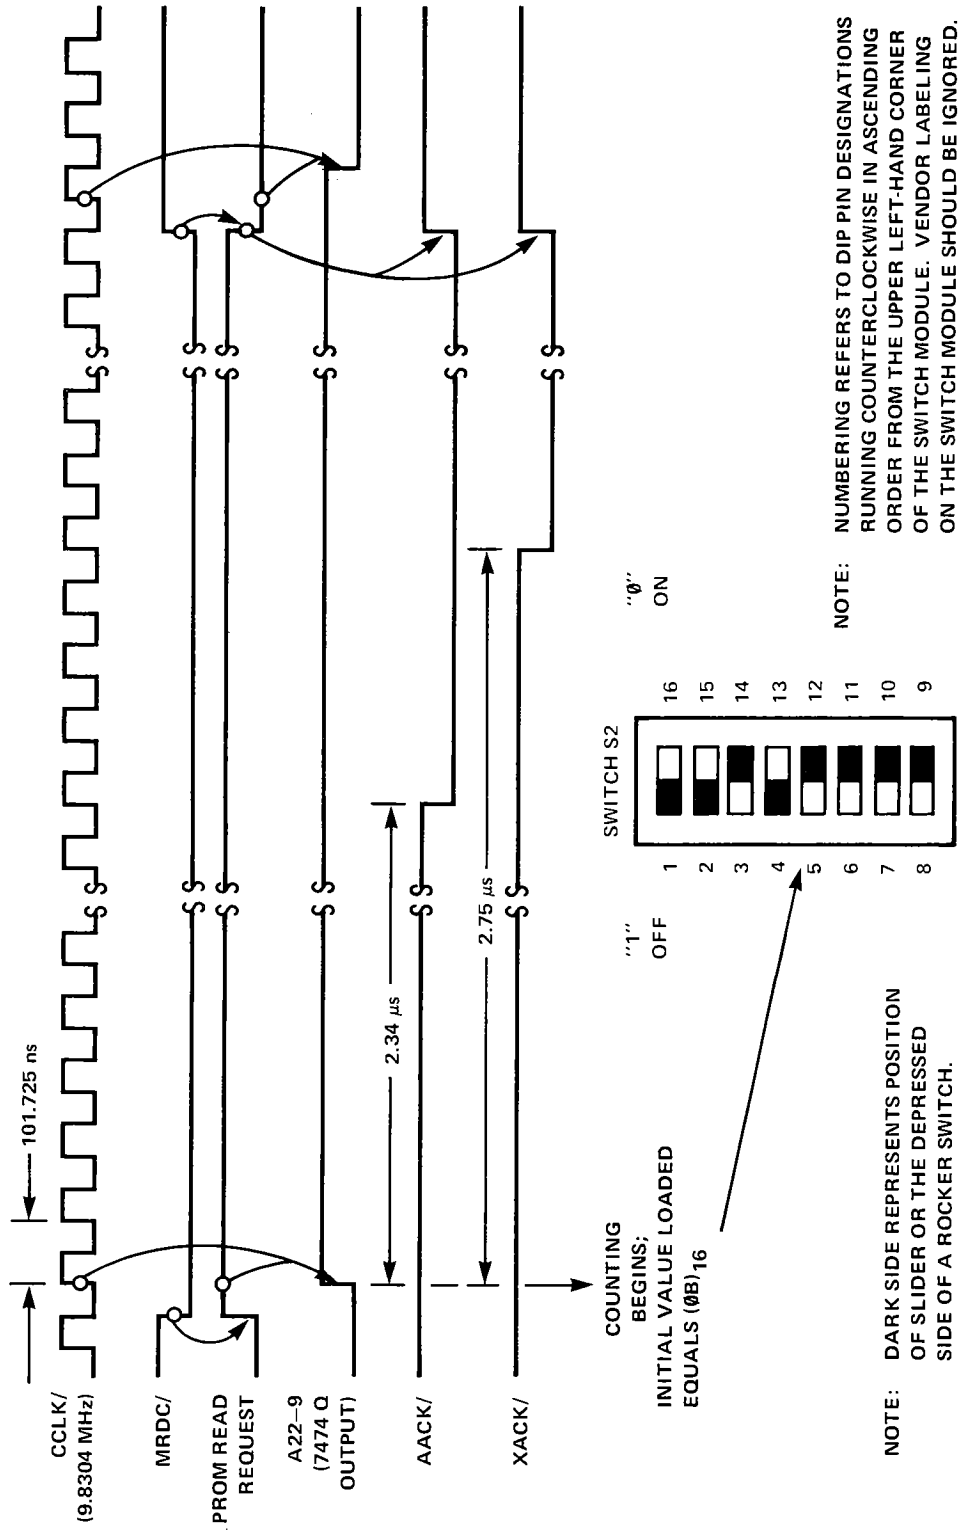 101.725 ns
CCLK/
(9.8304 MHz)
MRDC/
PROM READ
REQUEST
A22–9
(7474 Q
OUTPUT)
AACK/
XACK/
2.34 μs
2.75 μs
COUNTING
BEGINS;
INITIAL VALUE LOADED
EQUALS (ØB)16
"1"
OFF
SWITCH S2
"Ø"
ON
1 16
2 15
3 14
4 13
5 12
6 11
7 10
8 9
NOTE: DARK SIDE REPRESENTS POSITION
OF SLIDER OR THE DEPRESSED
SIDE OF A ROCKER SWITCH.
NOTE: NUMBERING REFERS TO DIP PIN DESIGNATIONS
RUNNING COUNTERCLOCKWISE IN ASCENDING
ORDER FROM THE UPPER LEFT-HAND CORNER
OF THE SWITCH MODULE. VENDOR LABELING
ON THE SWITCH MODULE SHOULD BE IGNORED.